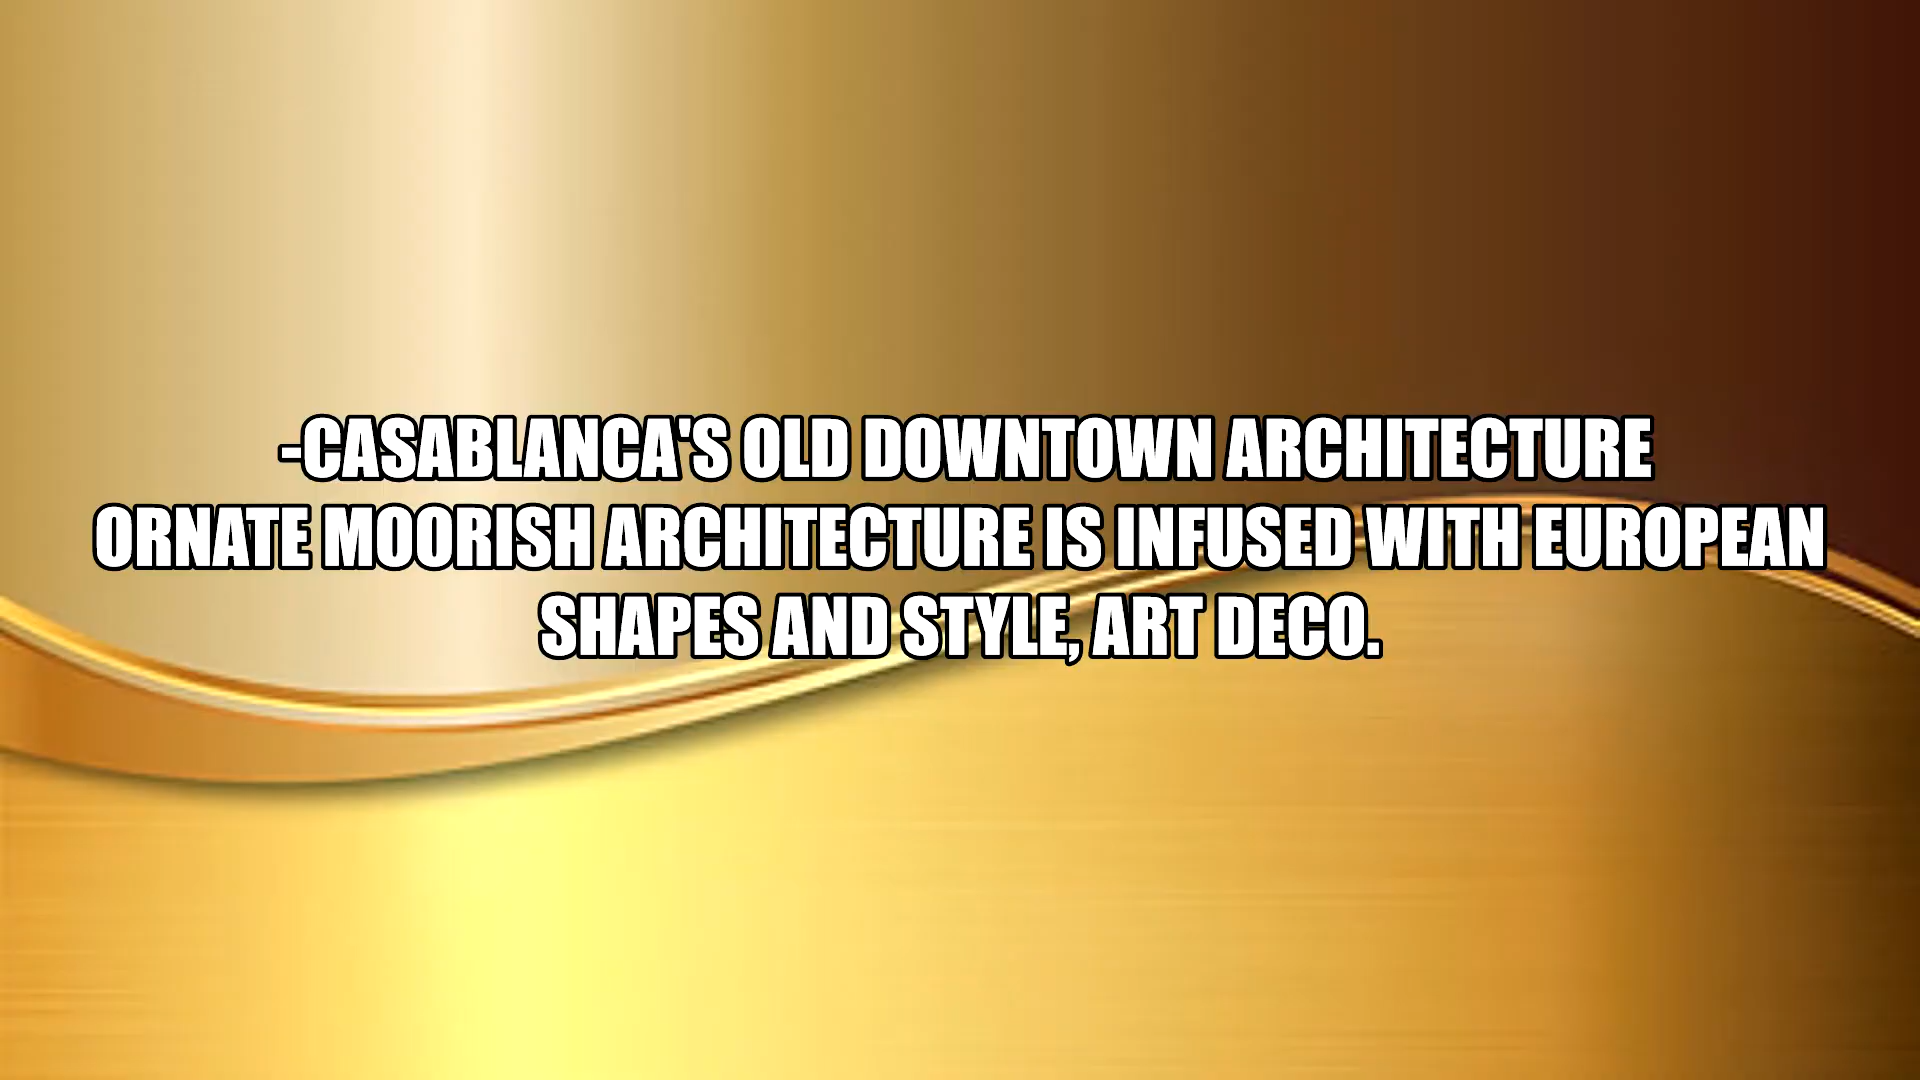 -CASABLANCA'S OLD DOWNTOWN ARCHITECTURE
ORNATE MOORISH ARCHITECTURE IS INFUSED WITH EUROPEAN
SHAPES AND STYLE, ART DECO.